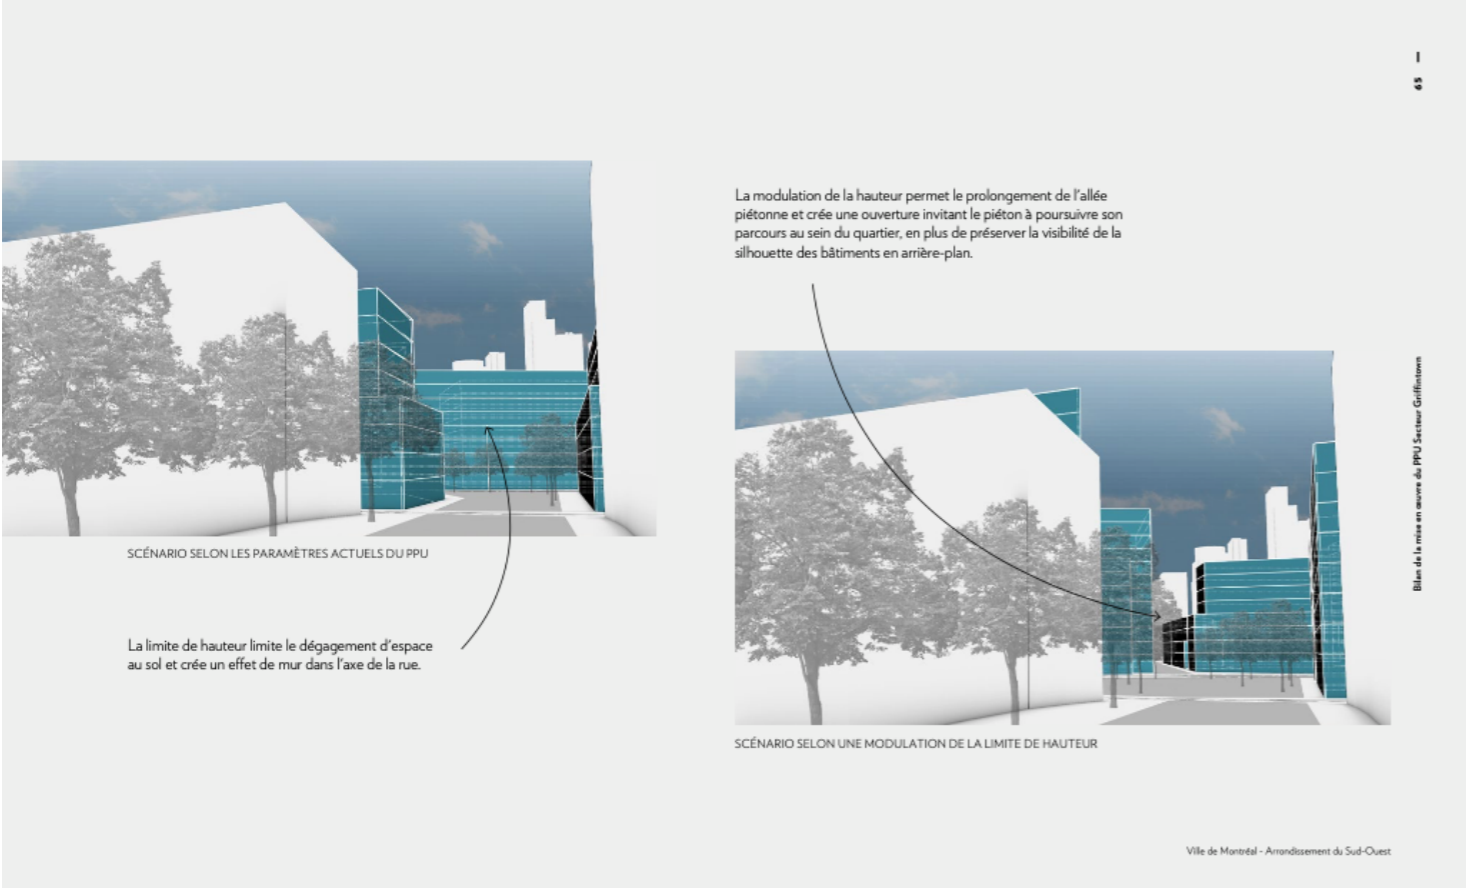 65
Bilan de la mise en œuvre du PPU Secteur Griffintown
SCÉNARIO SELON LES PARAMÈTRES ACTUELS DU PPU
La limite de hauteur limite le dégagement d'espace
au sol et crée un effet de mur dans l'axe de la rue.
La modulation de la hauteur permet le prolongement de l'allée
piétonne et crée une ouverture invitant le piéton à poursuivre son
parcours au sein du quartier, en plus de préserver la visibilité de la
silhouette des bâtiments en arrière-plan.
SCÉNARIO SELON UNE MODULATION DE LA LIMITE DE HAUTEUR
Ville de Montréal - Arrondissement du Sud-Ouest